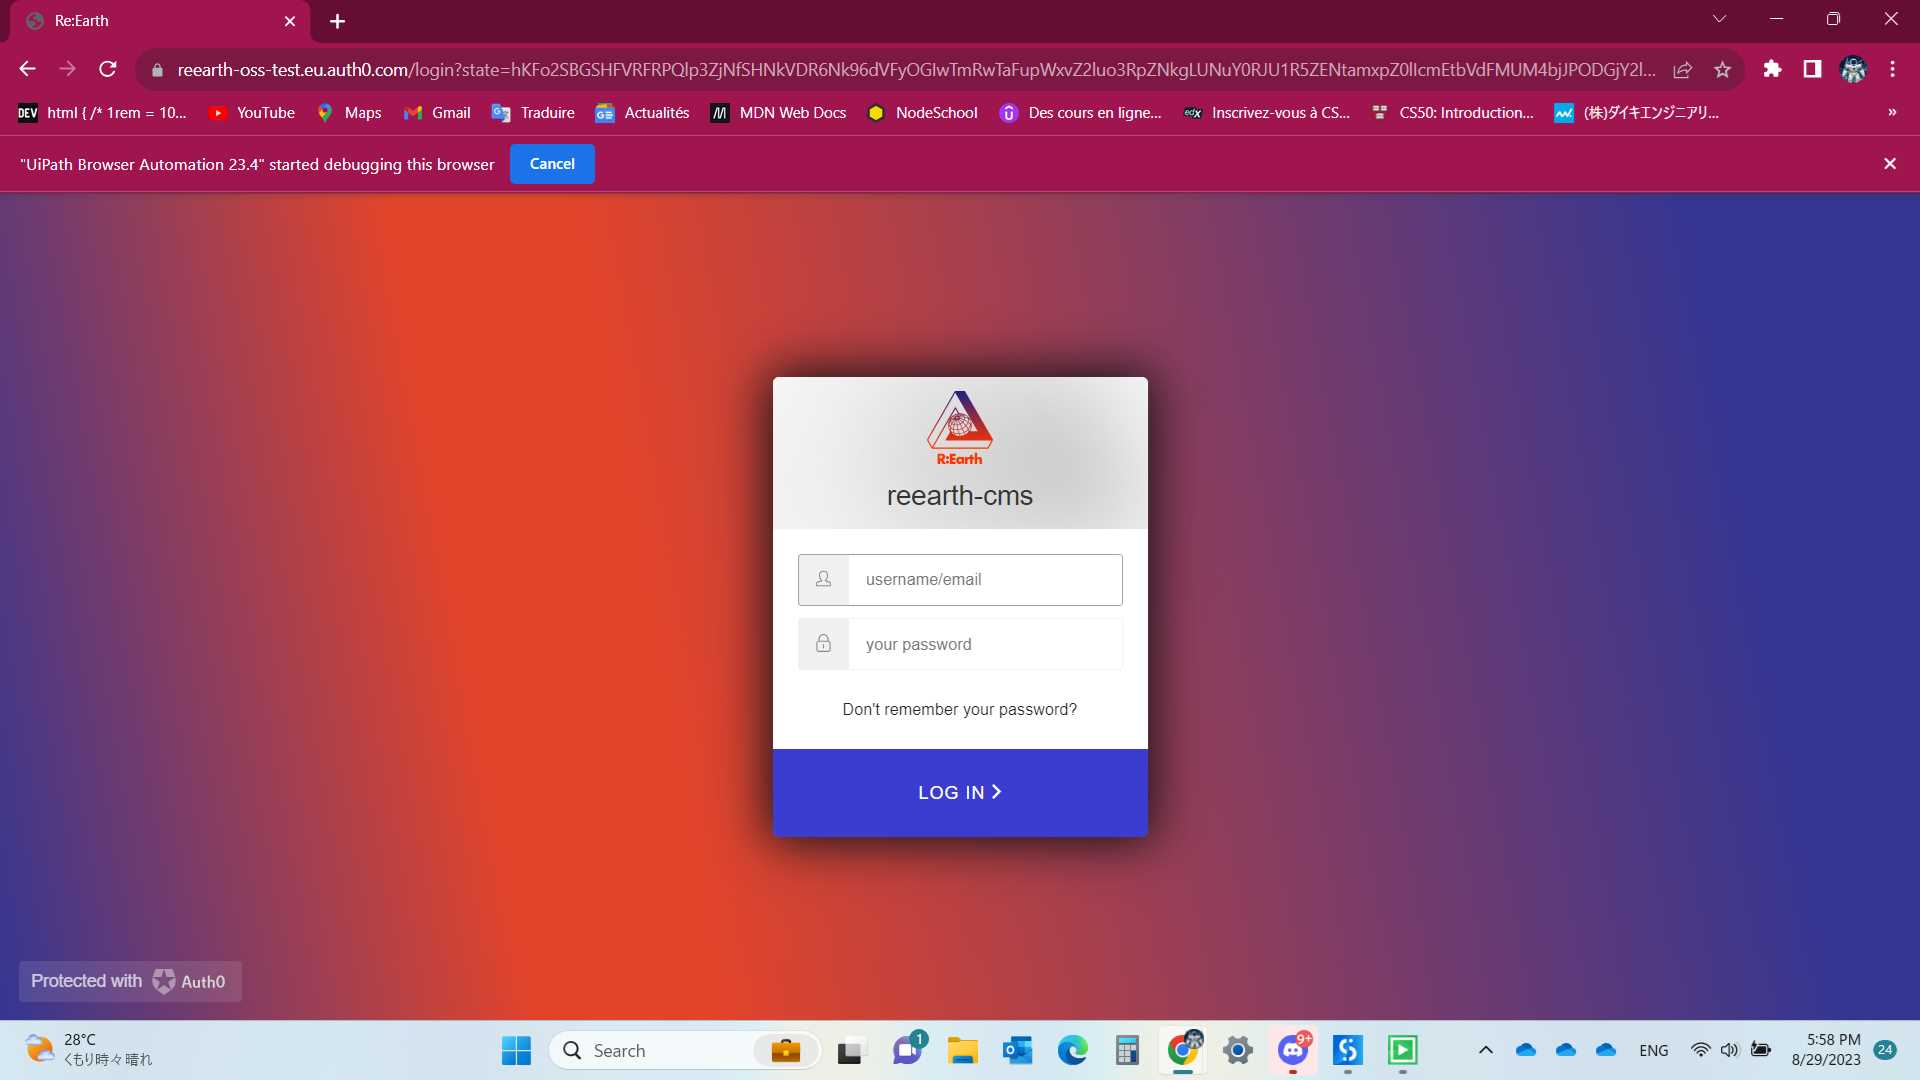 Re:Earth
reearth-oss-test.eu.auth0.com/login?state=hKFo2SBGSHFVRFRPQlp3ZjNfSHNkVDR6Nk96dVFyOGIwTmRwTaFupWxvZ2luo3RpZNkgLUNuY0RJU1R5ZENtamxpZ0lIcmEtbVdFMUM4bjJPODGjY2l...
DEV html { /* 1rem = 10... YouTube Maps Gmail Traduire Actualités MDN Web Docs NodeSchool Des cours en ligne... edX Inscrivez-vous à CS... CS50: Introduction... (株)ダイキエンジニアリ... »
"UiPath Browser Automation 23.4" started debugging this browser Cancel
R:Earth
reearth-cms
username/email
your password
Don't remember your password?
LOG IN
Protected with Auth0
28°C
くもり時々晴れ
Search
1
9+
ENG
5:58 PM
8/29/2023
24